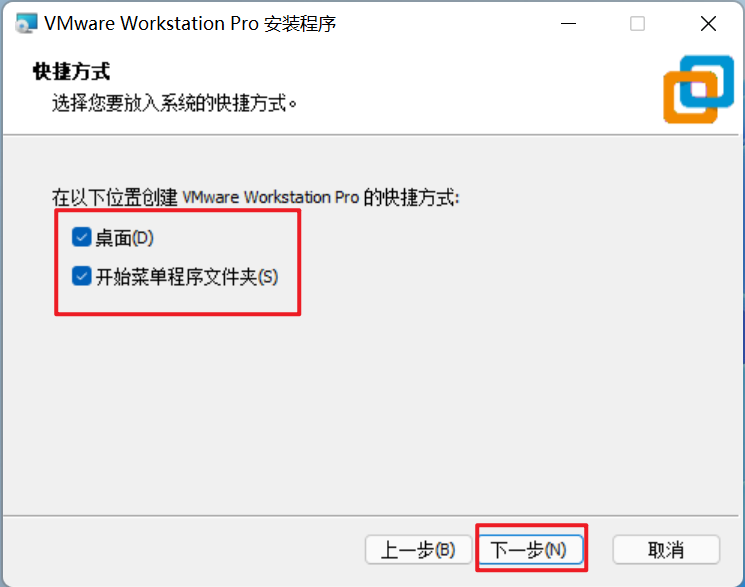 VMware Workstation Pro 安装程序
快捷方式
选择您要放入系统的快捷方式。
在以下位置创建 VMware Workstation Pro 的快捷方式:
桌面(D)
开始菜单程序文件夹(S)
上一步(B) 下一步(N) 取消